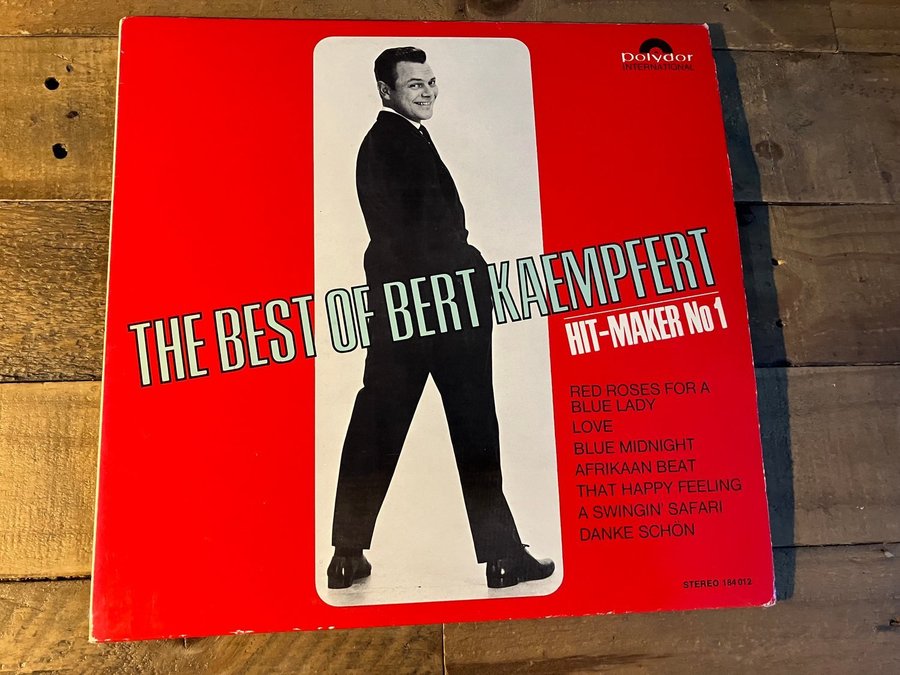 polydor
INTERNATIONAL
THE BEST OF BERT KAEMPFERT
HIT-MAKER No 1
RED ROSES FOR A
BLUE LADY
LOVE
BLUE MIDNIGHT
AFRIKAAN BEAT
THAT HAPPY FEELING
A SWINGIN' SAFARI
DANKE SCHÖN
STEREO 184 012